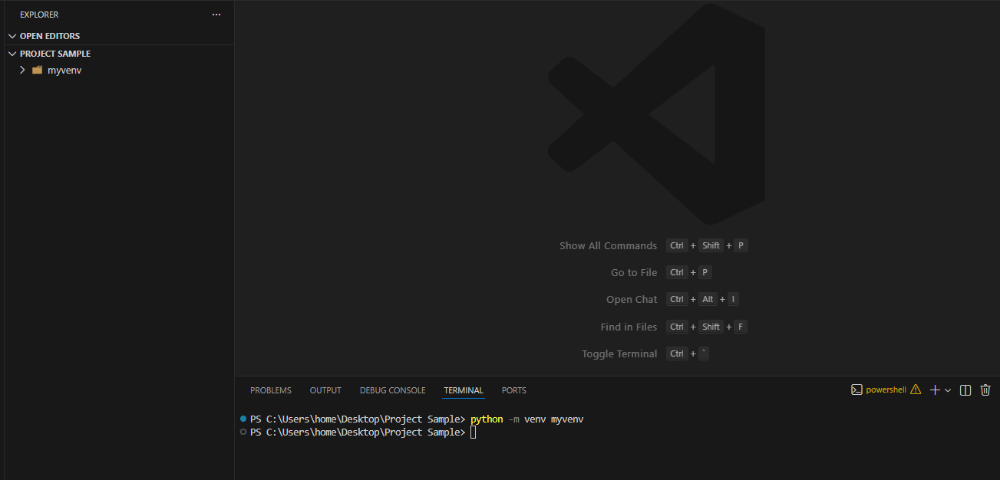 EXPLORER
OPEN EDITORS
PROJECT SAMPLE
myvenv
Show All Commands Ctrl + Shift + P
Go to File Ctrl + P
Open Chat Ctrl + Alt + I
Find in Files Ctrl + Shift + F
Toggle Terminal Ctrl + `
PROBLEMS OUTPUT DEBUG CONSOLE TERMINAL PORTS powershell
PS C:\Users\home\Desktop\Project Sample> python -m venv myvenv
PS C:\Users\home\Desktop\Project Sample>